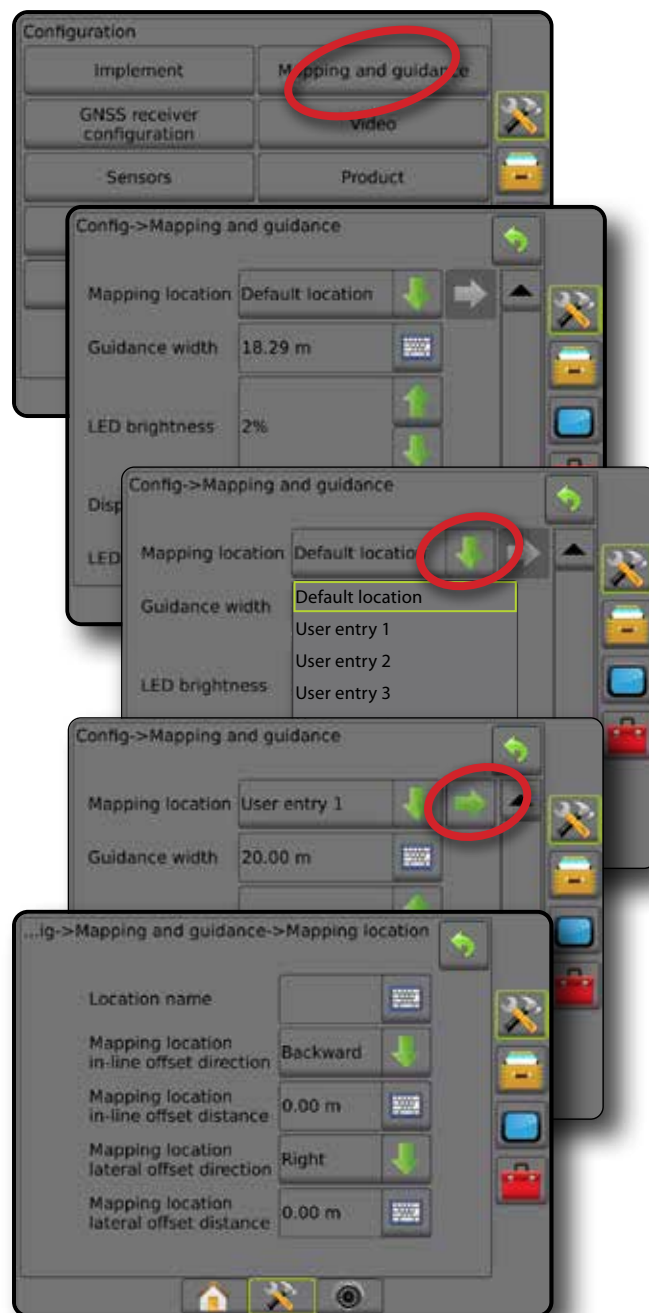 Configuration
Implement
Mapping and guidance
GNSS receiver
configuration
Video
Sensors
Product
Config->Mapping and guidance
Mapping location
Default location
Guidance width
18.29 m
LED brightness
2%
LED
Config->Mapping and guidance
Mapping location
Default location
Guidance width
Default location
User entry 1
User entry 2
User entry 3
LED brightness
Config->Mapping and guidance
Mapping location
User entry 1
Guidance width
20.00 m
...ig->Mapping and guidance->Mapping location
Location name
Mapping location
in-line offset direction
Backward
Mapping location
in-line offset distance
0.00 m
Mapping location
lateral offset direction
Right
Mapping location
lateral offset distance
0.00 m